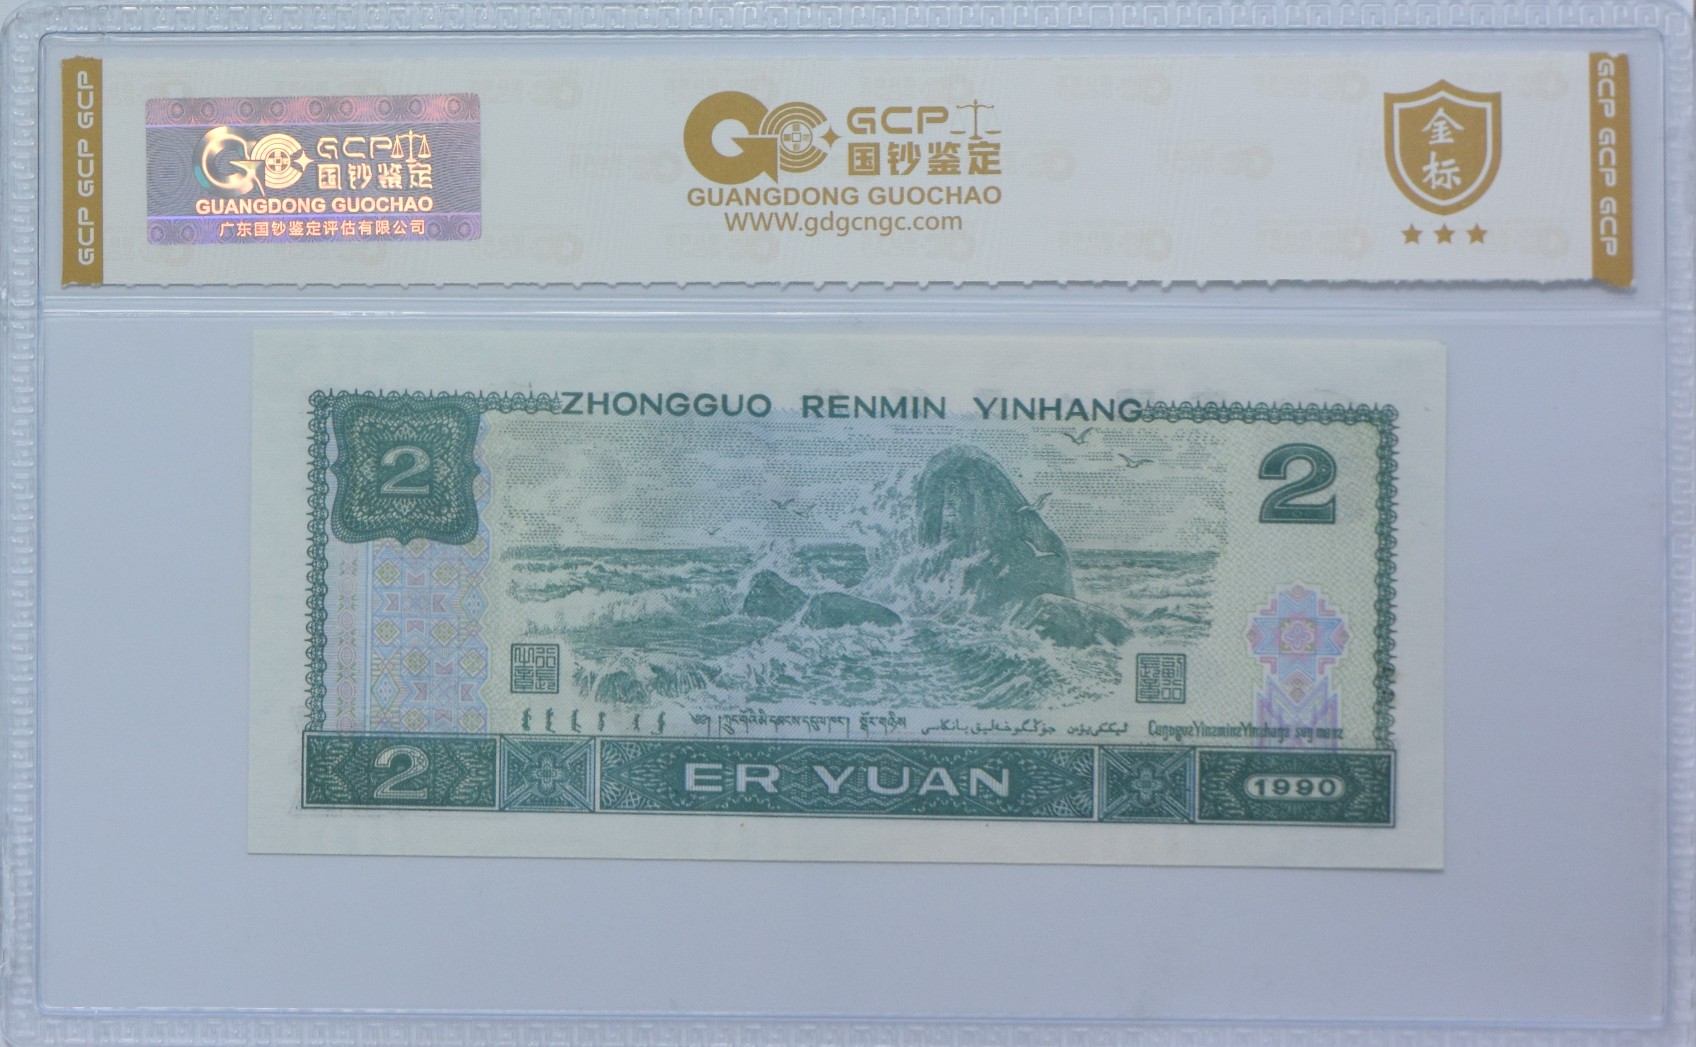 GCP GCP GCP
GCP
国钞鉴定
GUANGDONG GUOCHAO
广东国钞鉴定评估有限公司
GCP
国钞鉴定
GUANGDONG GUOCHAO
WWW.gdgcngc.com
金标
GCP GCP GCP
ZHONGGUO RENMIN YINHANG
2
2
2
ER YUAN
1990